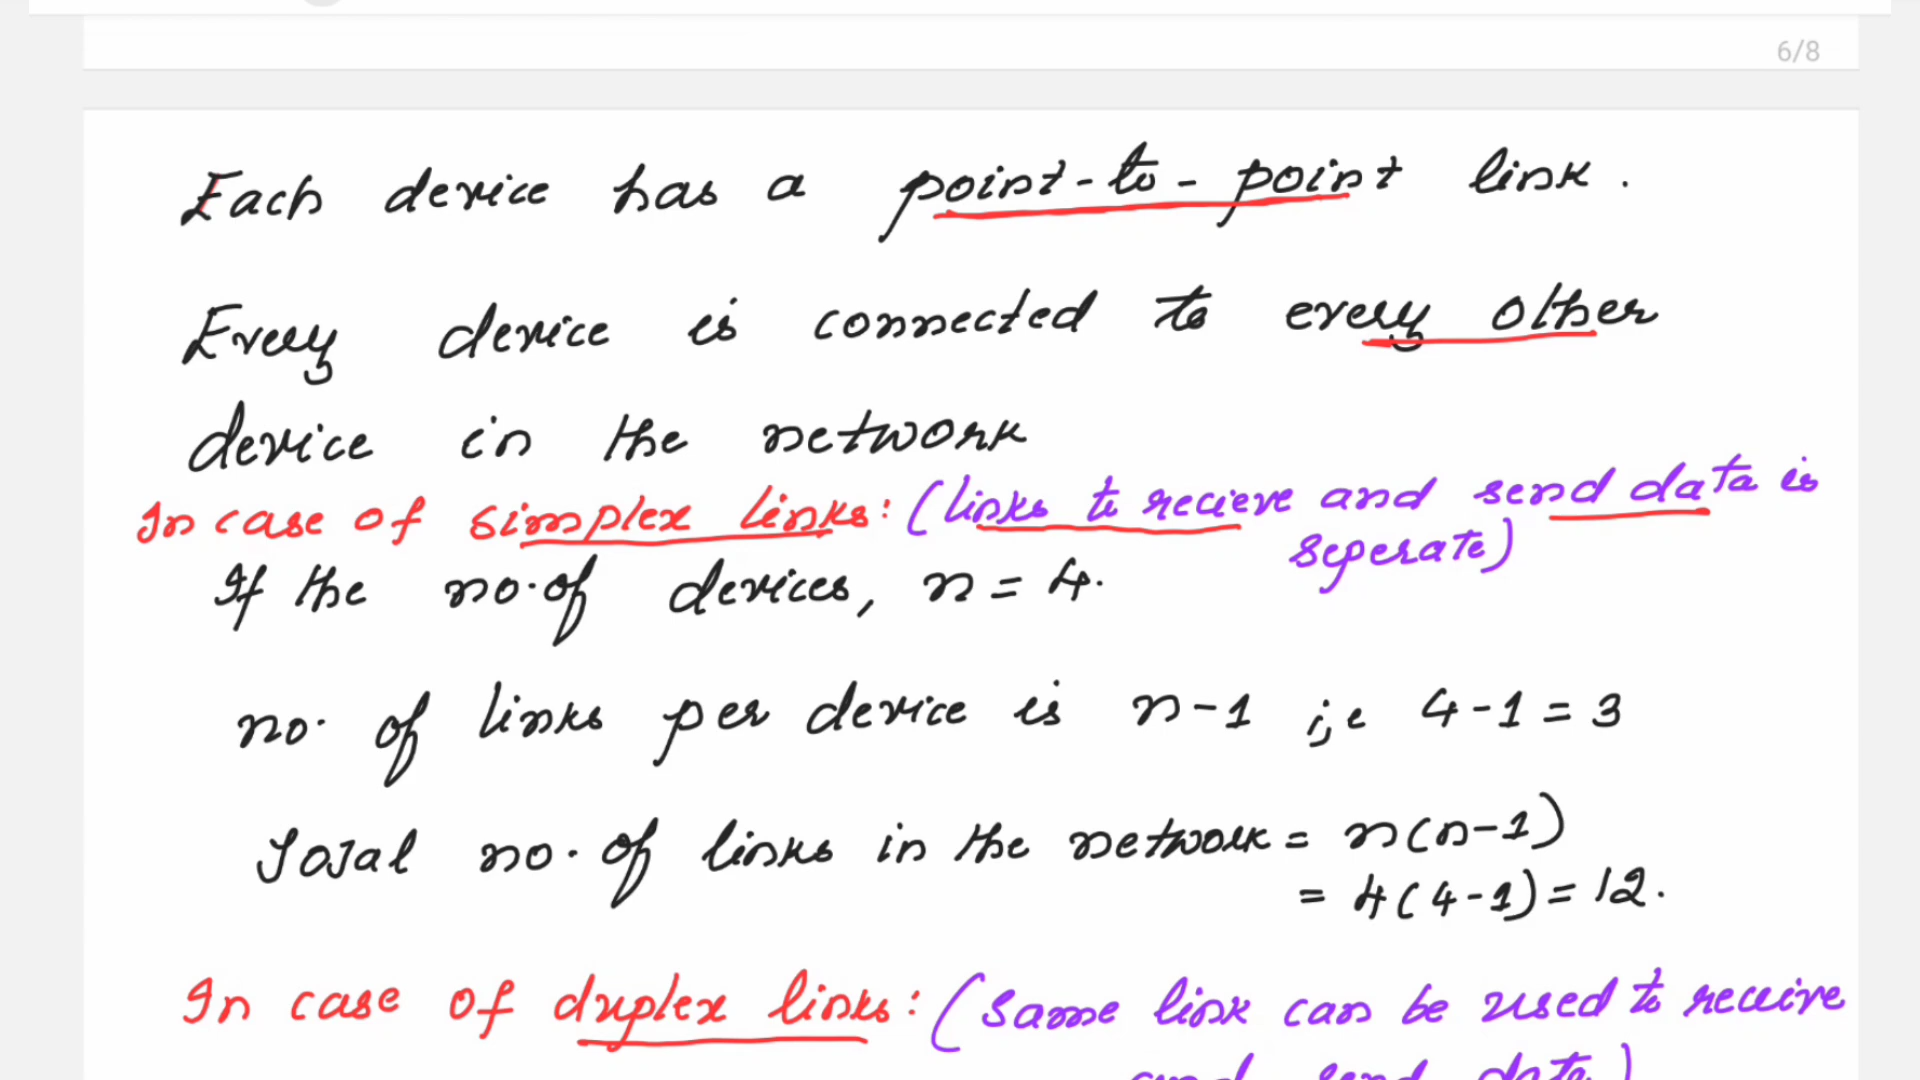 6/8
Each device has a point-to-point link.
Every device is connected to every other
device in the network
In case of simplex links: (links to recieve and send data is
seperate)
If the no. of devices, n = 4.
no. of links per device is n-1 i;e 4-1 = 3
Total no. of links in the network = n(n-1)
= 4(4-1) = 12.
In case of duplex links: (Same link can be used to receive
and send data)